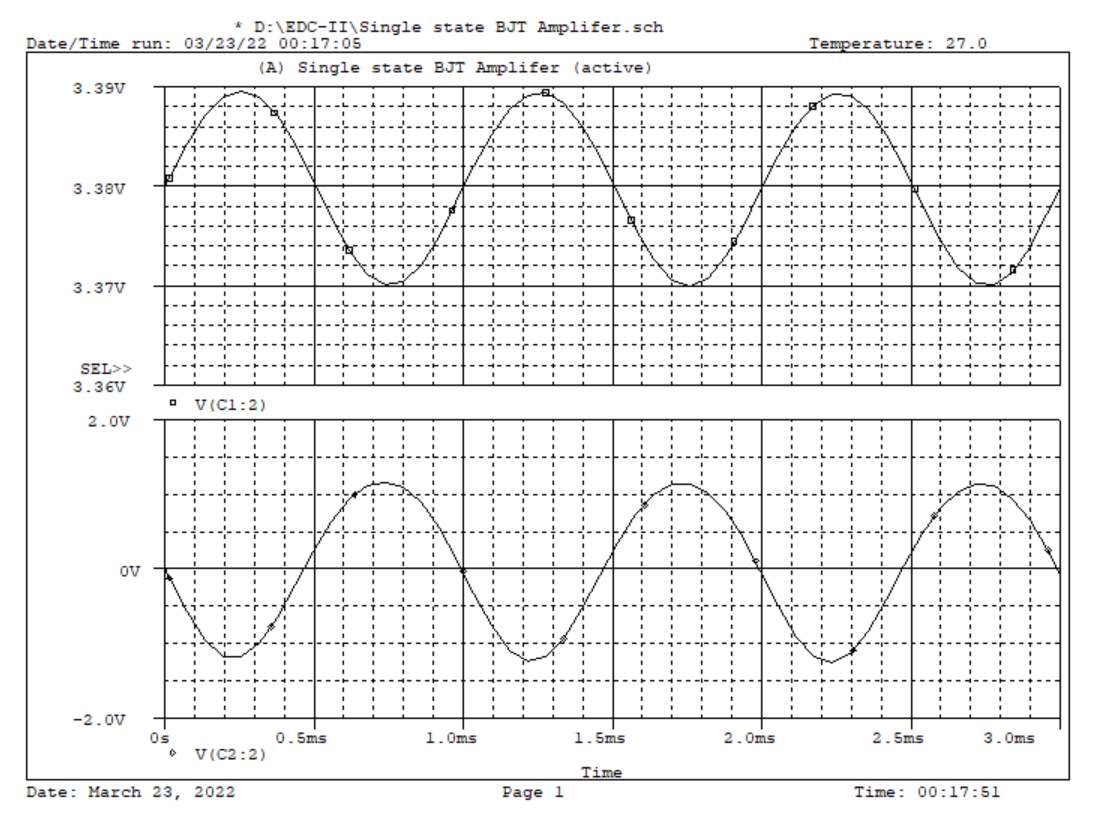 * D:\EDC-II\Single state BJT Amplifer.sch
Date/Time run: 03/23/22 00:17:05 Temperature: 27.0
(A) Single state BJT Amplifer (active)
3.39V
3.38V
3.37V
SEL>>
3.36V
V(C1:2)
2.0V
0V
-2.0V
0s 0.5ms 1.0ms 1.5ms 2.0ms 2.5ms 3.0ms
V(C2:2)
Time
Date: March 23, 2022 Page 1 Time: 00:17:51